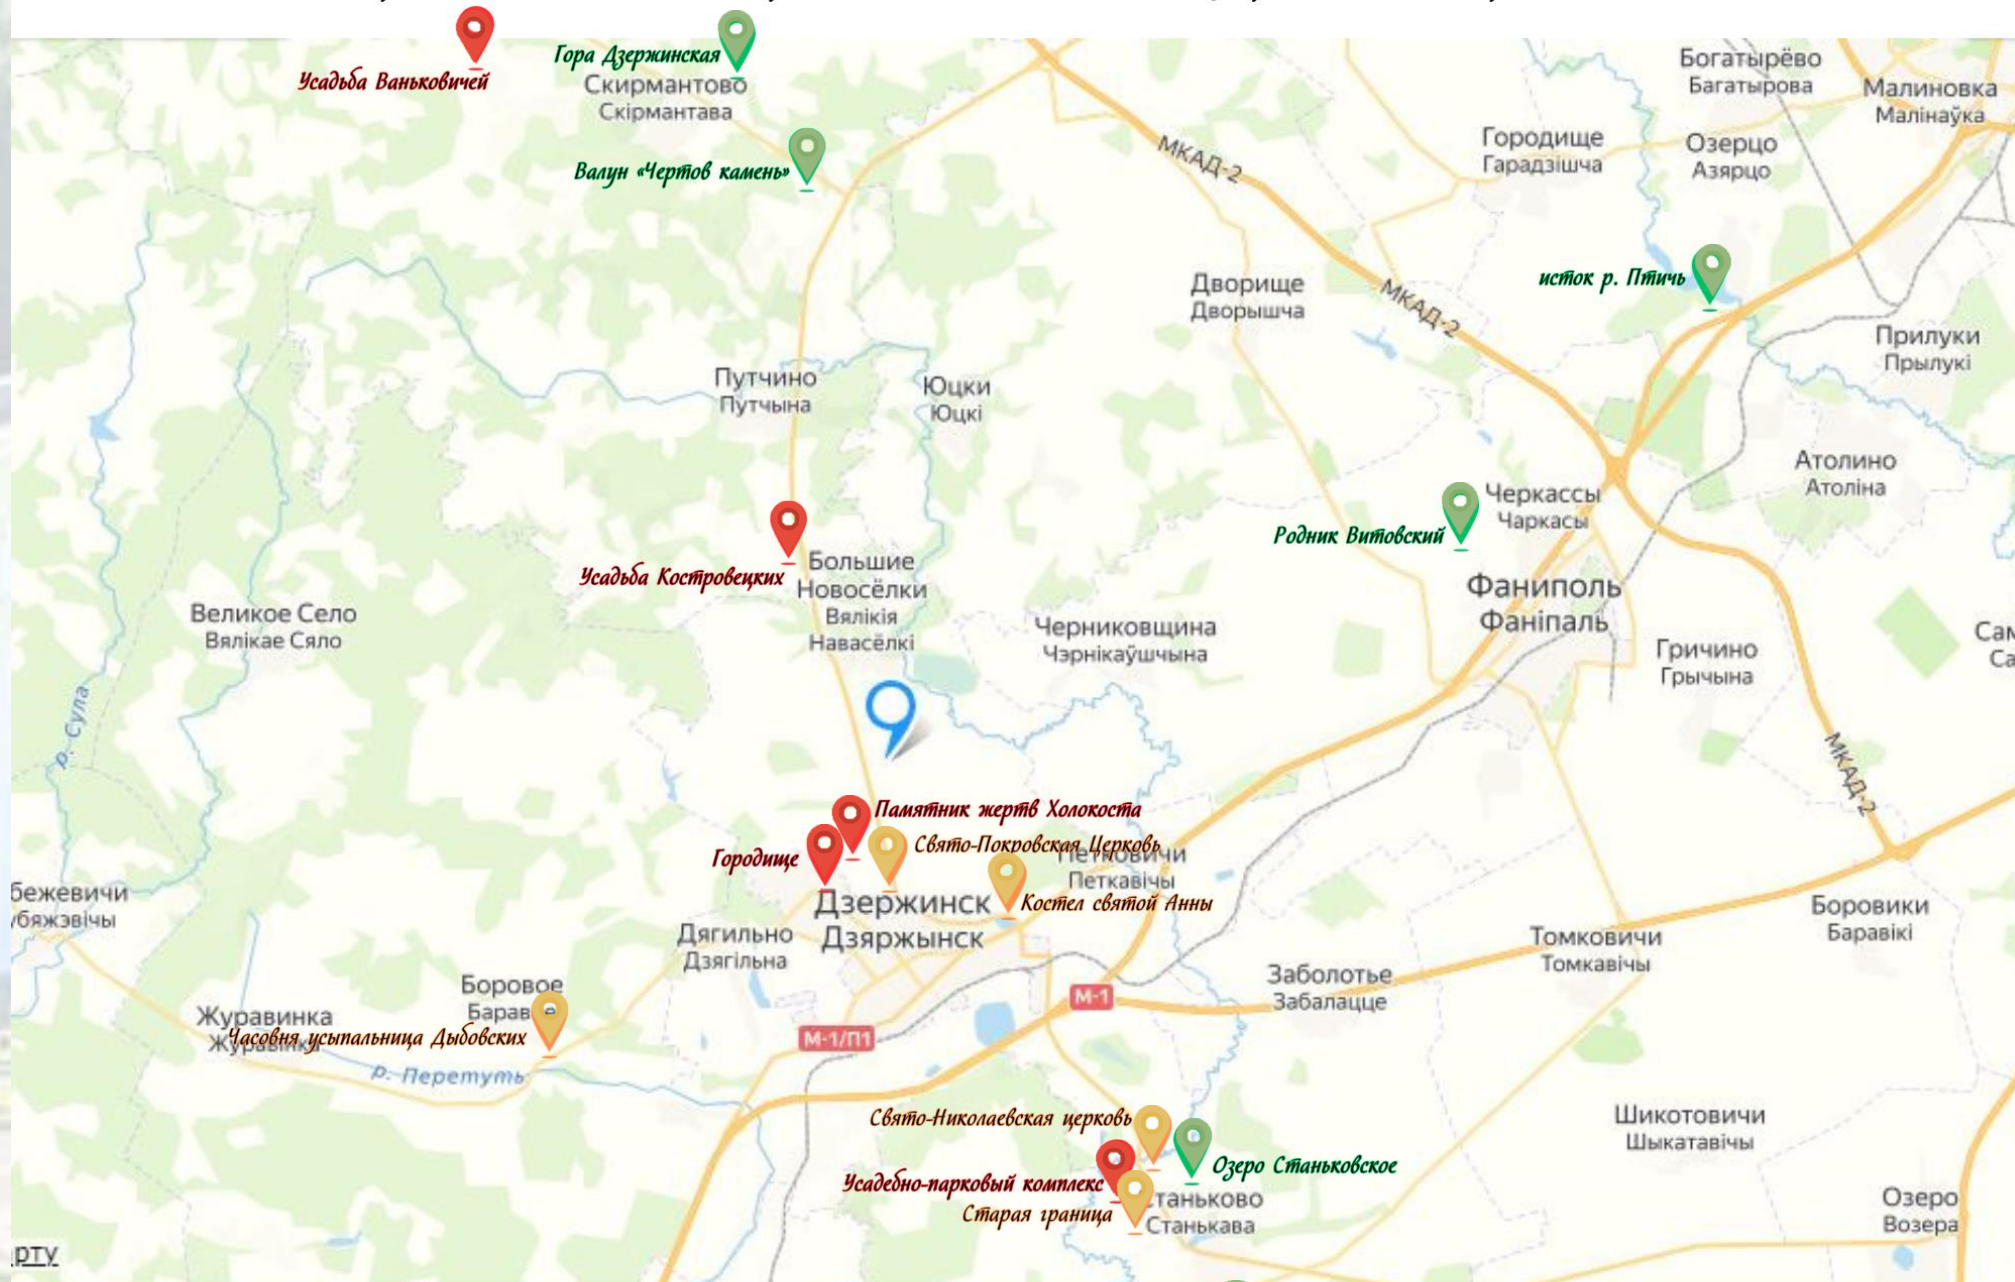 Усадьба Ваньковичей
Гора Дзержинская
Скирмантово
Скірмантава
Валун «Чертов камень»
МКАД-2
Богатырёво
Багатырова
Малиновка
Малінаўка
Городище
Гарадзішча
Озерцо
Азярцо
исток р. Птичь
Дворище
Дворышча
МКАД-2
Прилуки
Прылукі
Путчино
Путчына
Юцки
Юцкі
Атолино
Атоліна
Черкассы
Чаркасы
Родник Витовский
Усадьба Костровецких
Большие
Новосёлки
Вялікія
Навасёлкі
Фаниполь
Фаніпаль
Великое Село
Вялікае Сяло
Черниковщина
Чэрнікаўшчына
Гричино
Грычына
р. Сула
МКАД-2
Памятник жертв Холокоста
Свято-Покровская Церковь
Городище
Петковичи
Петкавічы
Костел святой Анны
Дзержинск
Дзяржынск
бежевичи
бяжэвічы
Дягильно
Дзягільна
Боровики
Баравікі
Томковичи
Томкавічы
Заболотье
Забалацце
М-1
Боровое
Журавинка
Часовня усыпальница Дыбовских
М-1/П1
р. Перетуть
Свято-Николаевская церковь
Озеро Станьковское
Усадебно-парковый комплекс
Старая граница
таньково
Станькава
Шикотовичи
Шыкатавічы
Озеро
Возера
рту